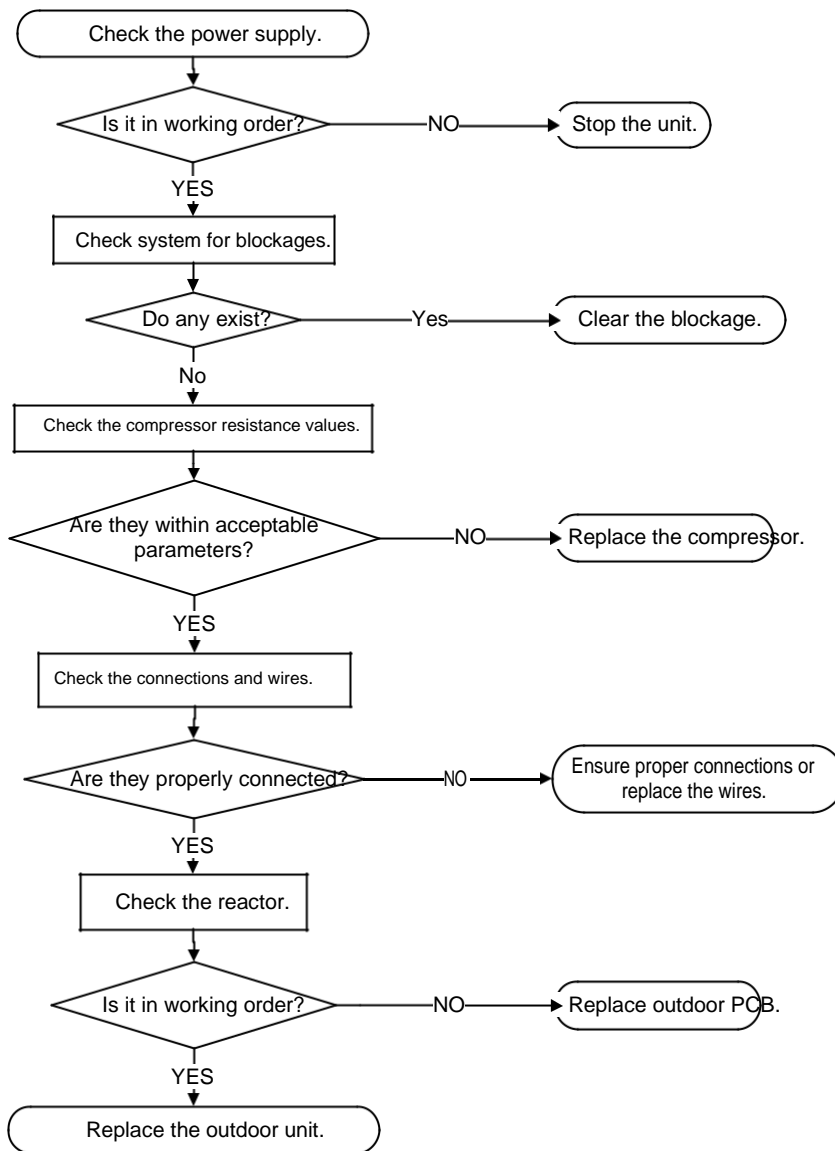 Check the power supply.
Is it in working order?
NO
Stop the unit.
YES
Check system for blockages.
Do any exist?
Yes
Clear the blockage.
No
Check the compressor resistance values.
Are they within acceptable
parameters?
NO
Replace the compressor.
YES
Check the connections and wires.
Are they properly connected?
NO
Ensure proper connections or
replace the wires.
YES
Check the reactor.
Is it in working order?
NO
Replace outdoor PCB.
YES
Replace the outdoor unit.